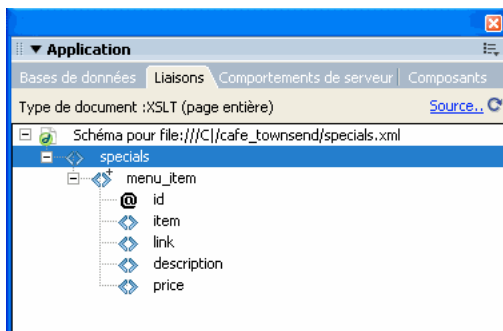 Application
Bases de données Liaisons Comportements de serveur Composants
Type de document :XSLT (page entière) Source..
Schéma pour file:///C|/cafe_townsend/specials.xml
specials
menu_item
@ id
item
link
description
price